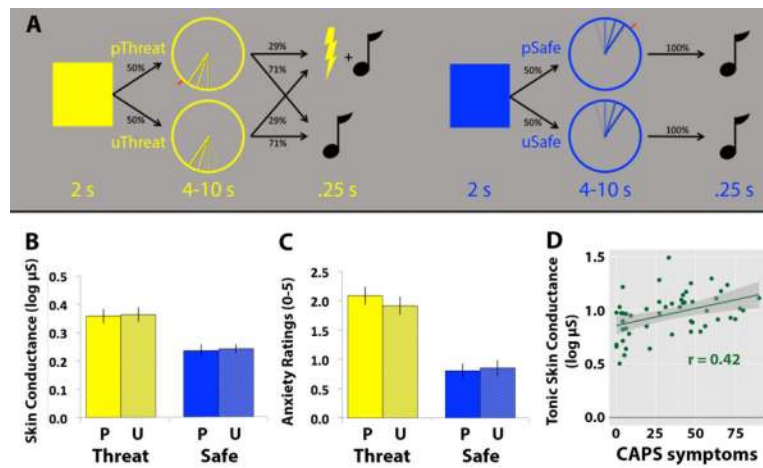 A
pThreat
50%
50%
uThreat
29%
71%
29%
71%
+
2 s
4-10 s
.25 s
pSafe
50%
50%
uSafe
100%
100%
2 s
4-10 s
.25 s
B
Skin Conductance (log µS)
0.5
0.4
0.3
0.2
0.1
0.0
P U P U
Threat Safe
C
Anxiety Ratings (0-5)
2.5
2.0
1.5
1.0
0.5
0.0
P U P U
Threat Safe
D
Tonic Skin Conductance
(log µS)
1.5
1.0
0.5
0.0
r = 0.42
0 25 50 75
CAPS symptoms